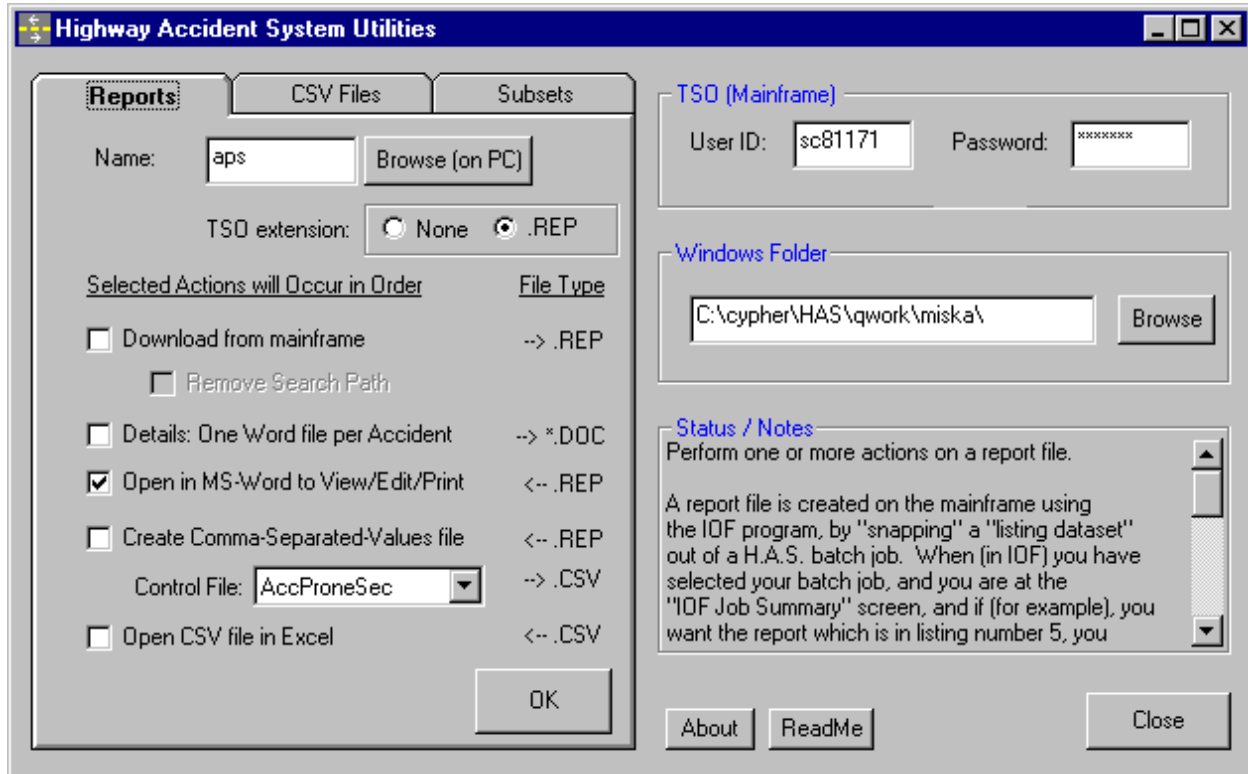 Highway Accident System Utilities
Reports
CSV Files
Subsets
Name:
aps
Browse (on PC)
TSO extension:
None
.REP
Selected Actions will Occur in Order
File Type
Download from mainframe
--> .REP
Remove Search Path
Details: One Word file per Accident
--> *.DOC
Open in MS-Word to View/Edit/Print
<-- .REP
Create Comma-Separated-Values file
<-- .REP
Control File:
AccProneSec
--> .CSV
Open CSV file in Excel
<-- .CSV
OK
TSO (Mainframe)
User ID:
sc81171
Password:
*******
Windows Folder
C:\cypher\HAS\qwork\miska\
Browse
Status / Notes
Perform one or more actions on a report file.
A report file is created on the mainframe using
the IOF program, by "snapping" a "listing dataset"
out of a H.A.S. batch job.  When (in IOF) you have
selected your batch job, and you are at the
"IOF Job Summary" screen, and if (for example), you
want the report which is in listing number 5, you
About
ReadMe
Close